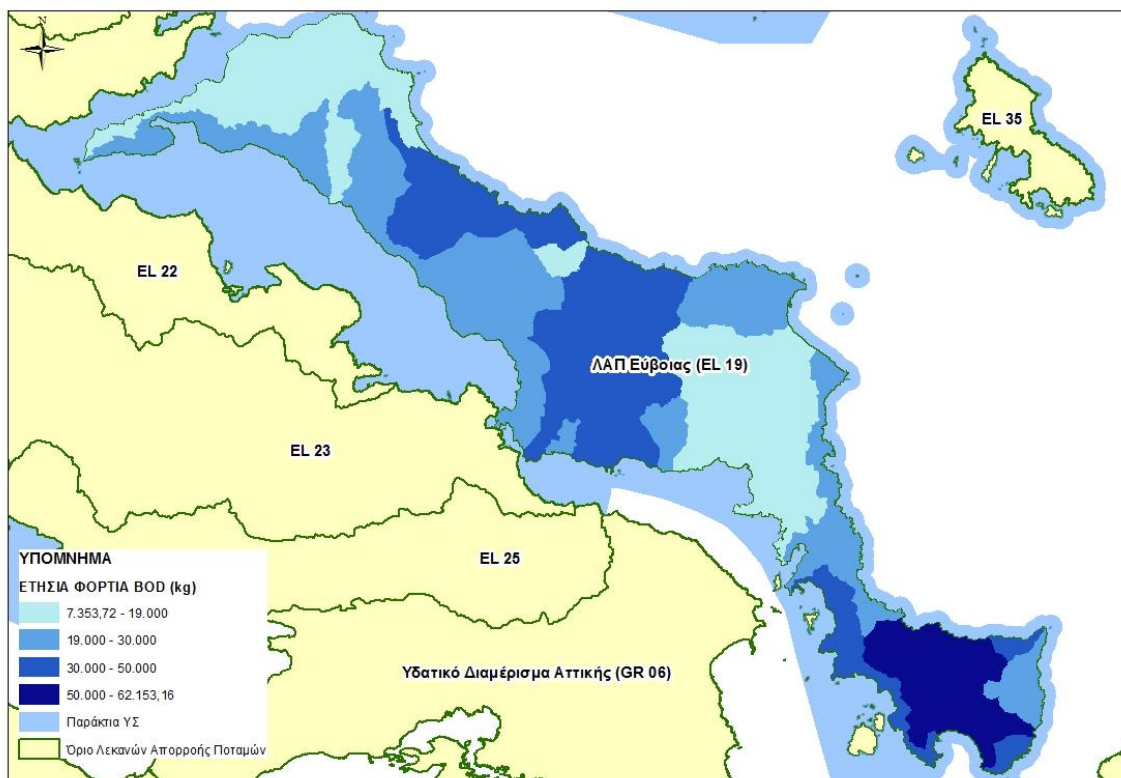 N
EL 35
EL 22
ΛΑΠ Εύβοιας (EL 19)
EL 23
EL 25
Υδατικό Διαμέρισμα Αττικής (GR 06)
ΥΠΟΜΝΗΜΑ
ΕΤΗΣΙΑ ΦΟΡΤΙΑ BOD (kg)
7.353,72 - 19.000
19.000 - 30.000
30.000 - 50.000
50.000 - 62.153,16
Παράκτια ΥΣ
Όριο Λεκανών Απορροής Ποταμών